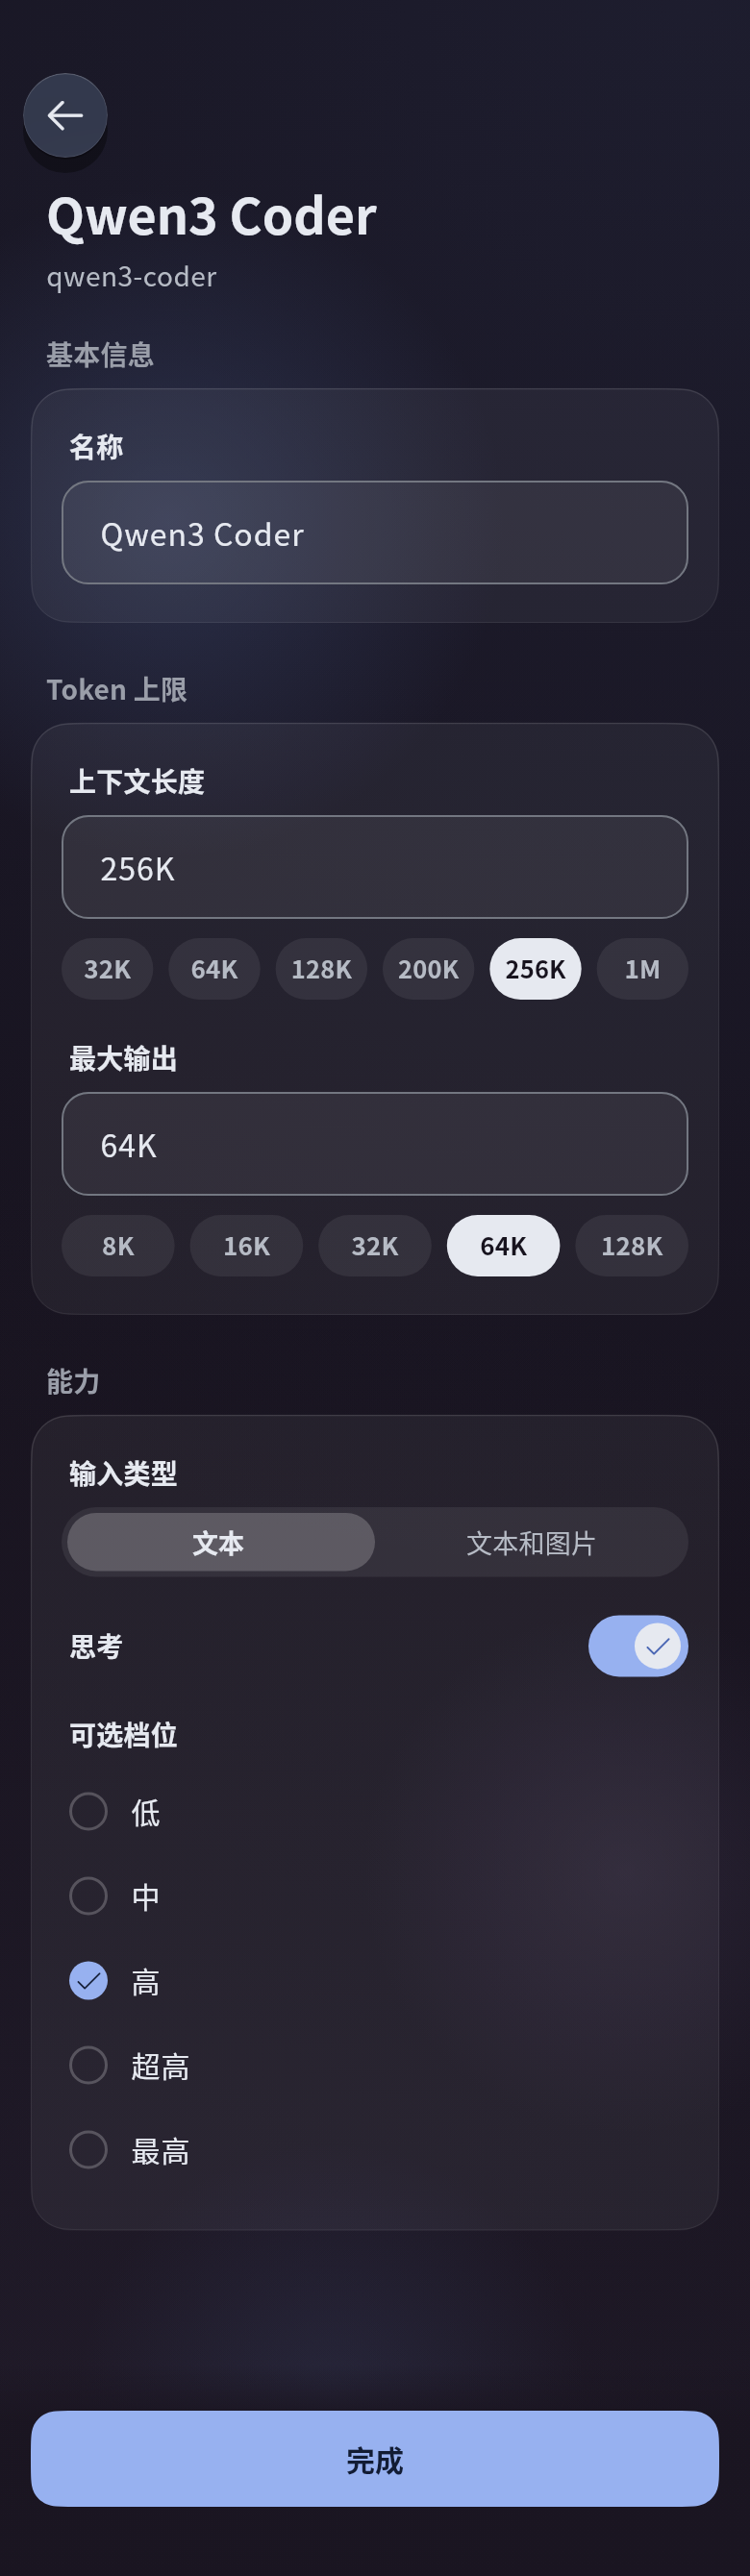 Qwen3 Coder
qwen3-coder
基本信息
名称
Qwen3 Coder
Token 上限
上下文长度
256K
32K 64K 128K 200K 256K 1M
最大输出
64K
8K 16K 32K 64K 128K
能力
输入类型
文本 文本和图片
思考
可选档位
低
中
高
超高
最高
完成